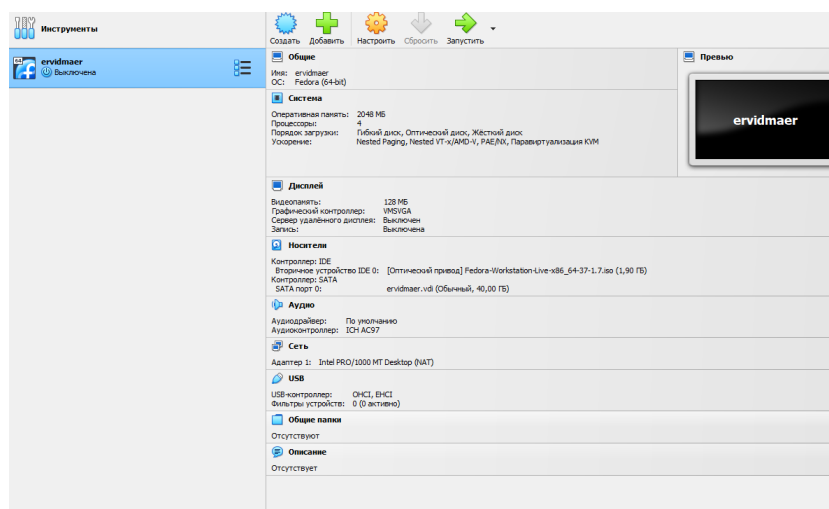 Инструменты
Создать Добавить Настроить Сбросить Запустить
64
ervidmaer
Выключена
Общие
Имя: ervidmaer
ОС: Fedora (64-bit)
Превью
ervidmaer
Система
Оперативная память: 2048 МБ
Процессоры: 4
Порядок загрузки: Гибкий диск, Оптический диск, Жёсткий диск
Ускорение: Nested Paging, Nested VT-x/AMD-V, PAE/NX, Паравиртуализация KVM
Дисплей
Видеопамять: 128 МБ
Графический контроллер: VMSVGA
Сервер удалённого дисплея: Выключен
Запись: Выключена
Носители
Контроллер: IDE
Вторичное устройство IDE 0: [Оптический привод] Fedora-Workstation-Live-x86_64-37-1.7.iso (1,90 ГБ)
Контроллер: SATA
SATA порт 0: ervidmaer.vdi (Обычный, 40,00 ГБ)
Аудио
Аудиодрайвер: По умолчанию
Аудиоконтроллер: ICH AC97
Сеть
Адаптер 1: Intel PRO/1000 MT Desktop (NAT)
USB
USB-контроллер: OHCI, EHCI
Фильтры устройств: 0 (0 активно)
Общие папки
Отсутствуют
Описание
Отсутствует